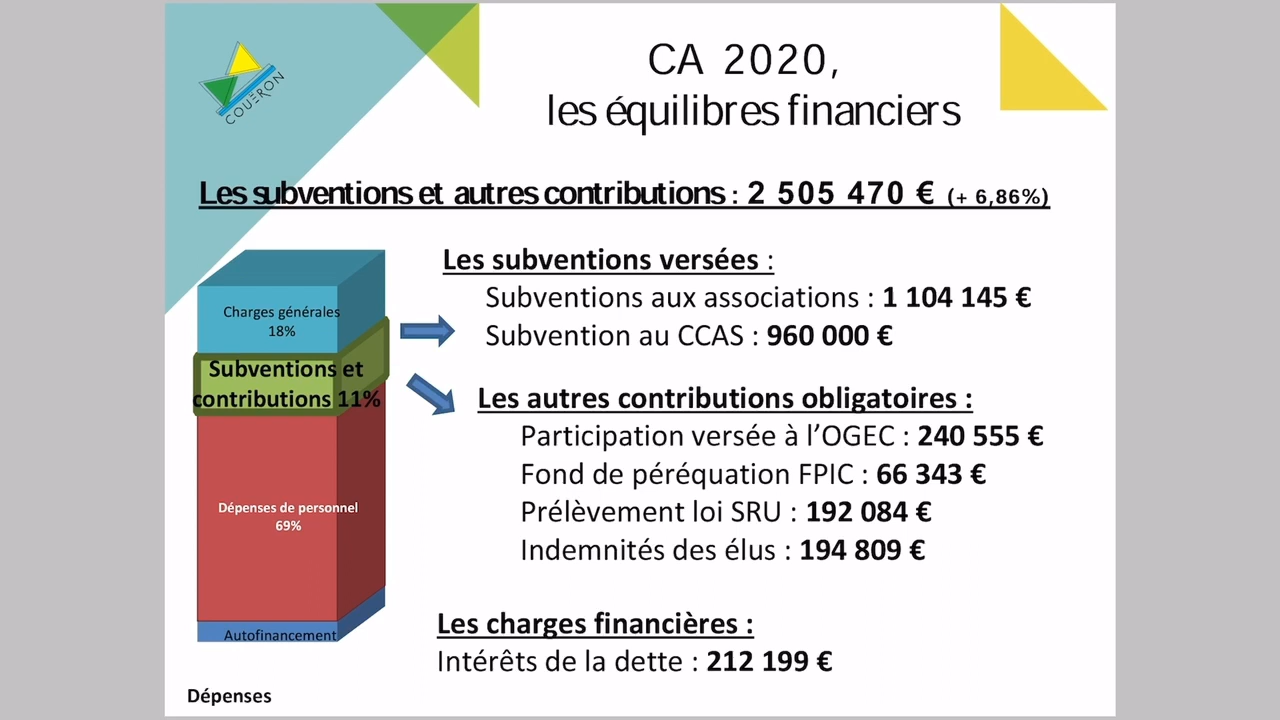 COUËRON
CA 2020,
les équilibres financiers
Les subventions et autres contributions : 2 505 470 € (+ 6,86%)
Charges générales
18%
Subventions et
contributions 11%
Dépenses de personnel
69%
Autofinancement
Dépenses
Les subventions versées :
Subventions aux associations : 1 104 145 €
Subvention au CCAS : 960 000 €
Les autres contributions obligatoires :
Participation versée à l’OGEC : 240 555 €
Fond de péréquation FPIC : 66 343 €
Prélèvement loi SRU : 192 084 €
Indemnités des élus : 194 809 €
Les charges financières :
Intérêts de la dette : 212 199 €